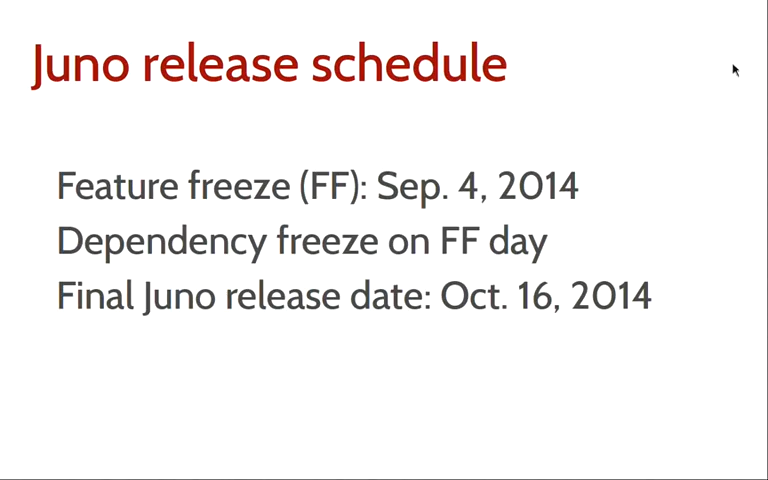 Juno release schedule
Feature freeze (FF): Sep. 4, 2014
Dependency freeze on FF day
Final Juno release date: Oct. 16, 2014